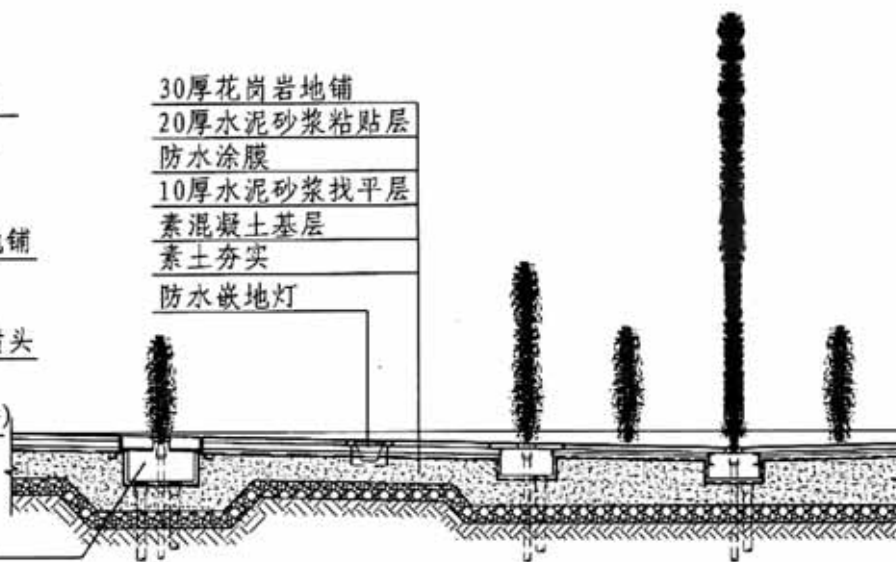 30厚花岗岩地铺
20厚水泥砂浆粘贴层
防水涂膜
10厚水泥砂浆找平层
素混凝土基层
素土夯实
防水嵌地灯
铺
头